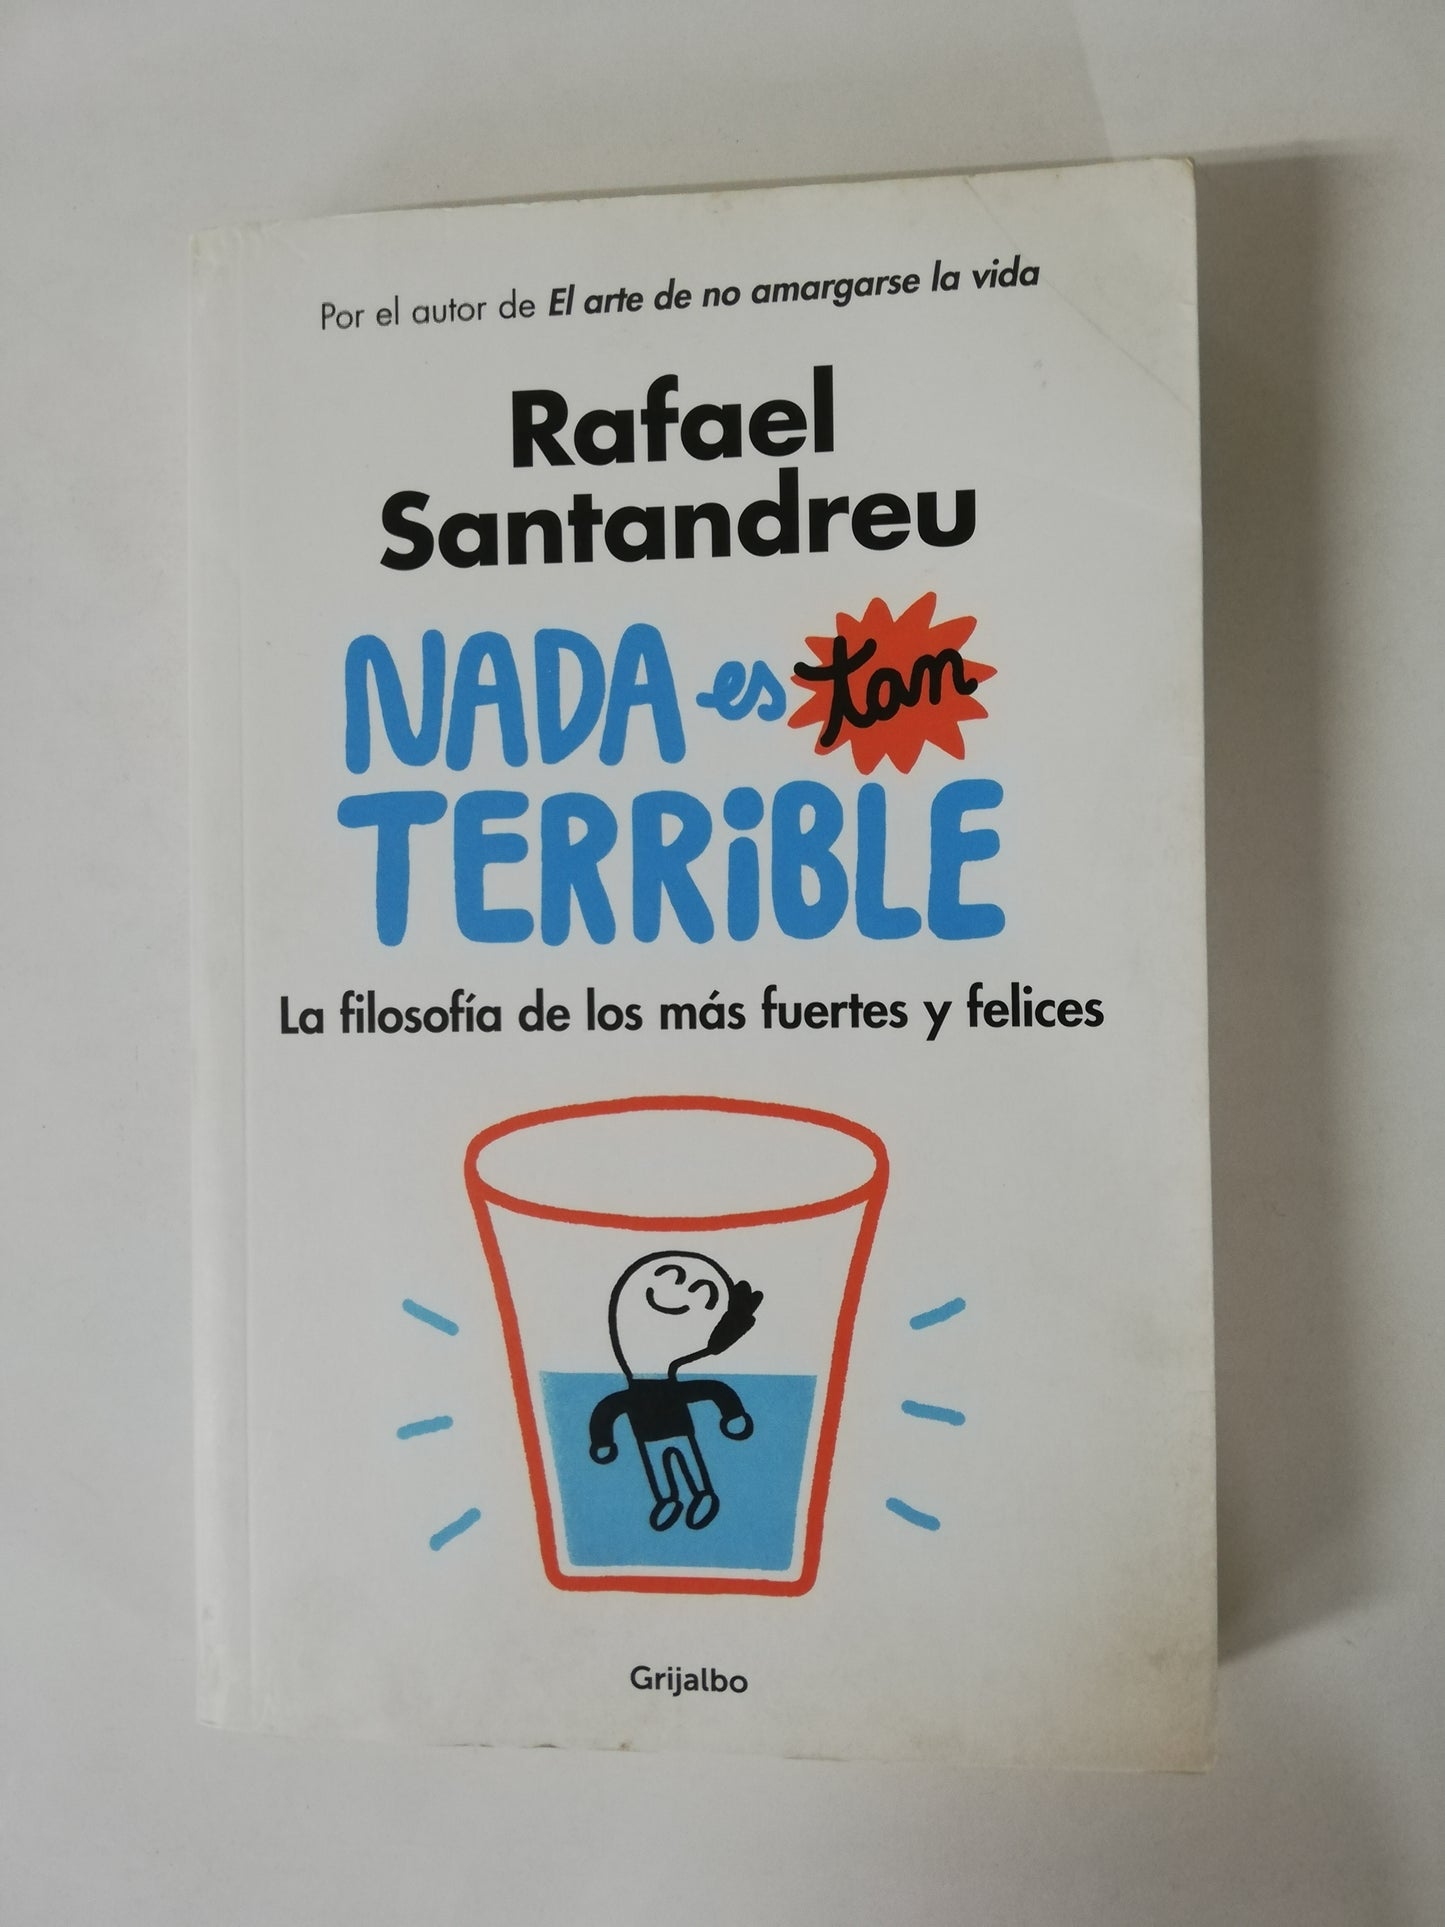 Por el autor de El arte de no amargarse la vida
Rafael
Santandreu
NADA es tan
TERRiBLE
La filosofía de los más fuertes y felices
Grijalbo